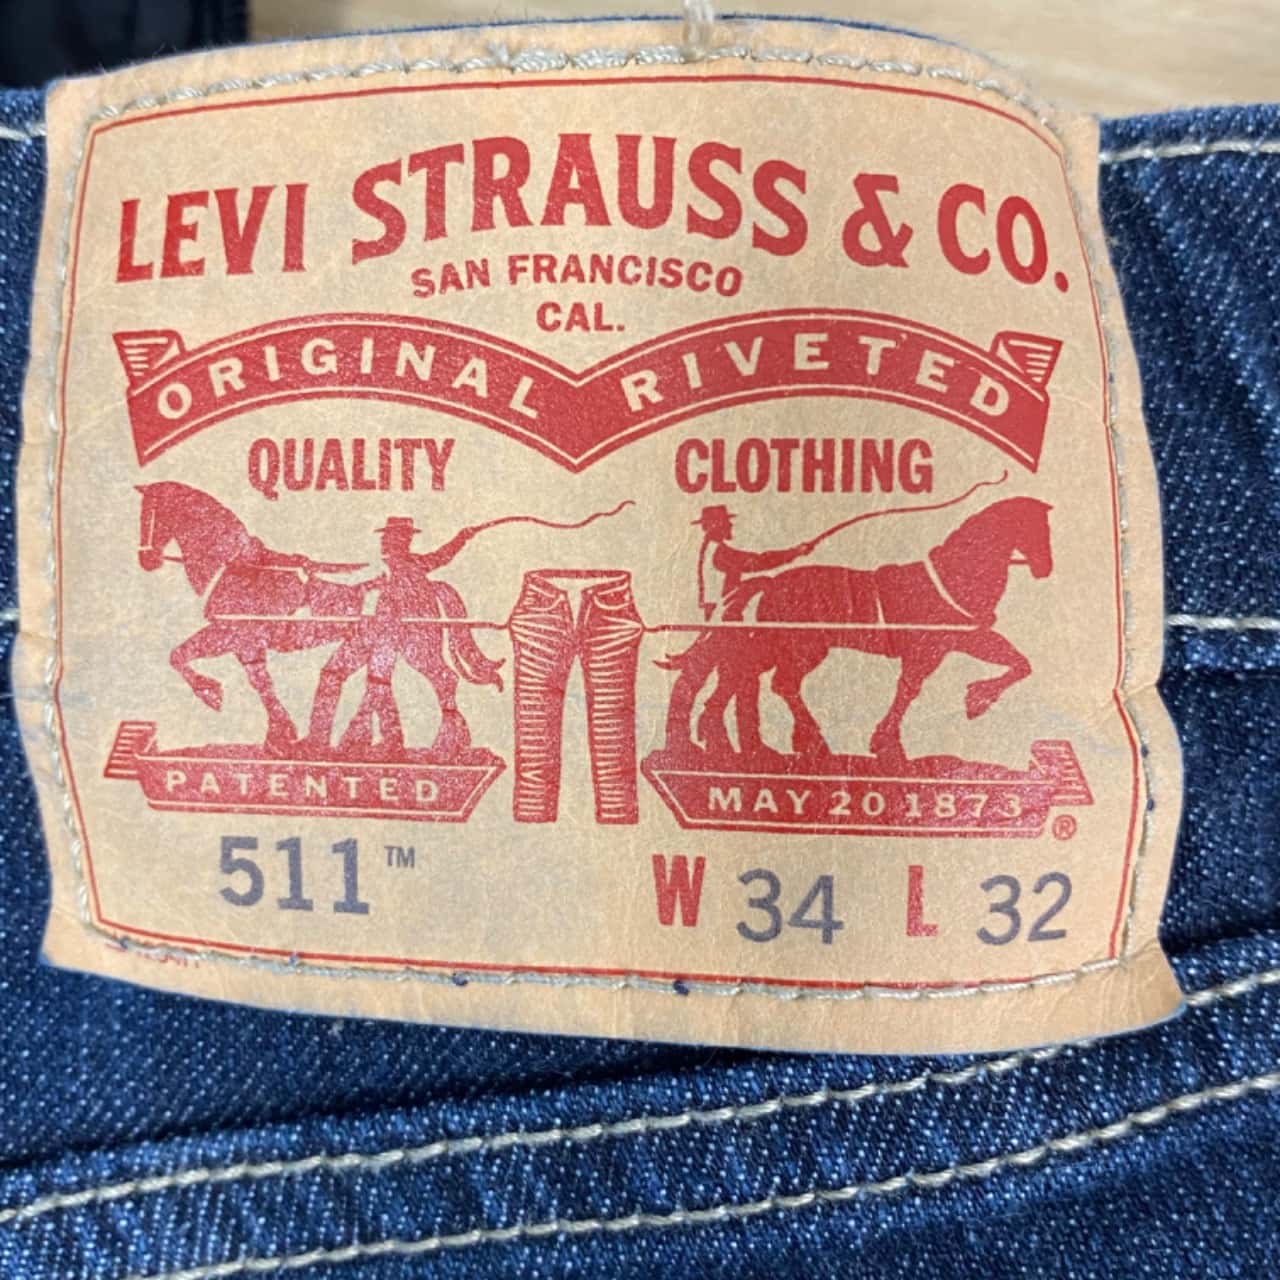 LEVI STRAUSS & CO.
SAN FRANCISCO
CAL.
ORIGINAL RIVETED
QUALITY CLOTHING
PATENTED MAY 20 1873 ®
511™ W 34 L 32